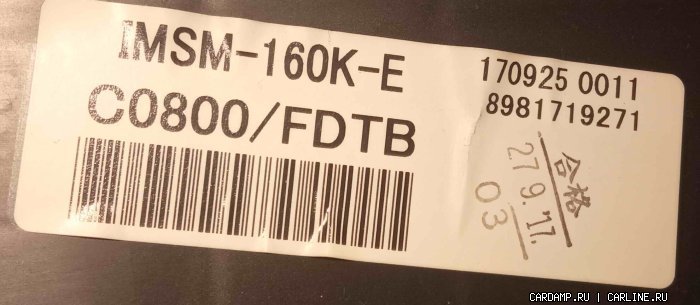 IMSM-160K-E
C0800/FDTB
170925 0011
8981719271
合格
27 9.'17.
03
CARDAMP.RU | CARLINE.RU